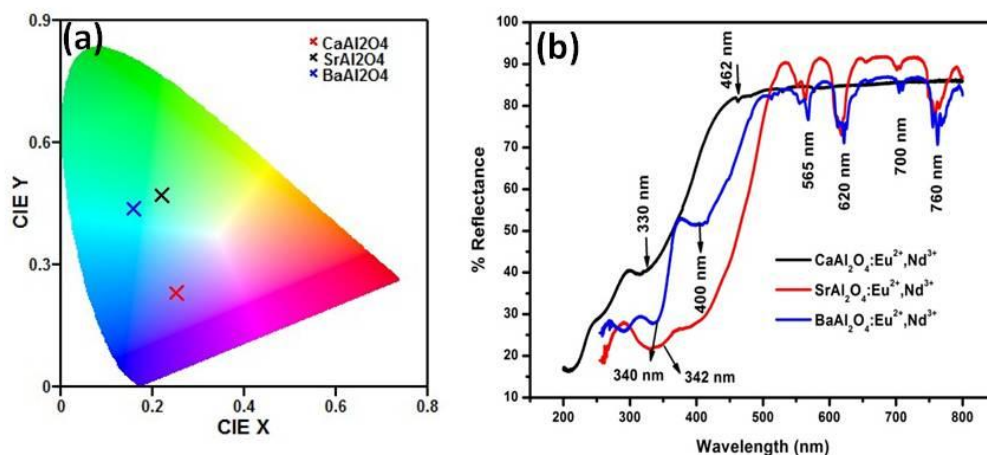 (a)
CaAl2O4
SrAl2O4
BaAl2O4
0.9
0.6
0.3
0
0
0.2
0.4
0.6
0.8
CIE Y
CIE X
(b)
462 nm
330 nm
400 nm
340 nm
342 nm
565 nm
620 nm
700 nm
760 nm
CaAl₂O₄:Eu²⁺,Nd³⁺
SrAl₂O₄:Eu²⁺,Nd³⁺
BaAl₂O₄:Eu²⁺,Nd³⁺
100
90
80
70
60
50
40
30
20
10
200
300
400
500
600
700
800
% Reflectance
Wavelength (nm)